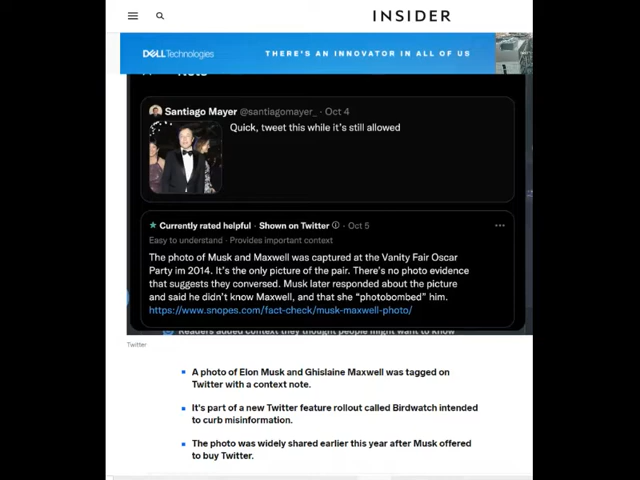 INSIDER
DELL Technologies
THERE'S AN INNOVATOR IN ALL OF US
Santiago Mayer @santiagomayer_ · Oct 4
Quick, tweet this while it's still allowed
Currently rated helpful · Shown on Twitter · Oct 5
Easy to understand · Provides important context
The photo of Musk and Maxwell was captured at the Vanity Fair Oscar
Party im 2014. It's the only picture of the pair. There's no photo evidence
that suggests they conversed. Musk later responded about the picture
and said he didn't know Maxwell, and that she "photobombed" him.
https://www.snopes.com/fact-check/musk-maxwell-photo/
Readers added context they thought people might want to know
Twitter
A photo of Elon Musk and Ghislaine Maxwell was tagged on
Twitter with a context note.
It's part of a new Twitter feature rollout called Birdwatch intended
to curb misinformation.
The photo was widely shared earlier this year after Musk offered
to buy Twitter.